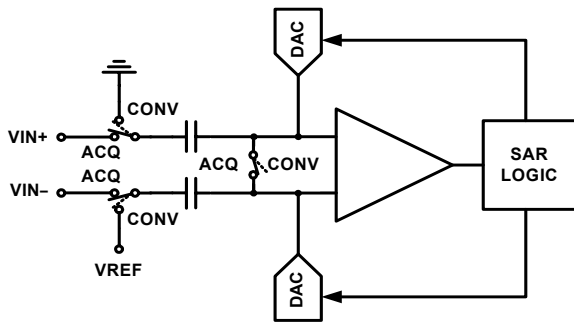 DAC
CONV
VIN+
ACQ
ACQ
CONV
SAR
LOGIC
ACQ
VIN–
CONV
VREF
DAC